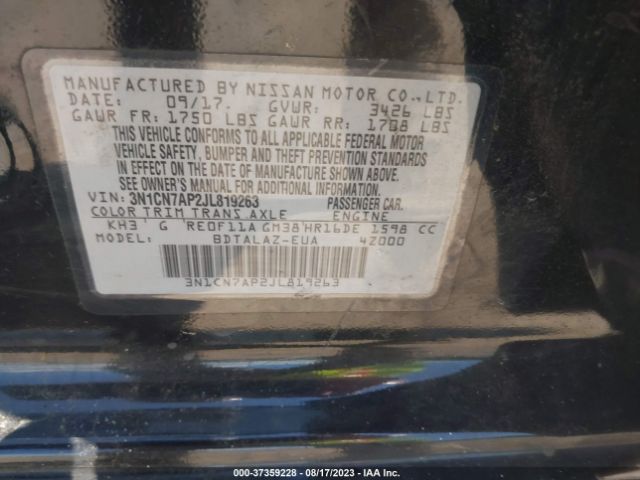 MANUFACTURED BY NISSAN MOTOR CO.,LTD.
DATE: 09/17. GVWR: 3426 LBS
GAWR FR: 1750 LBS GAWR RR: 1708 LBS
THIS VEHICLE CONFORMS TO ALL APPLICABLE FEDERAL MOTOR
VEHICLE SAFETY, BUMPER AND THEFT PREVENTION STANDARDS
IN EFFECT ON THE DATE OF MANUFACTURE SHOWN ABOVE.
SEE OWNER'S MANUAL FOR ADDITIONAL INFORMATION.
VIN: 3N1CN7AP2JL819263 PASSENGER CAR.
COLOR TRIM TRANS. AXLE ENGINE
KH3 G RE0F11A GM38 HR16DE 1598 CC
MODEL: BDTALAZ-EUA 42000
3N1CN7AP2JL819263
000-37359228 - 08/17/2023 - IAA Inc.